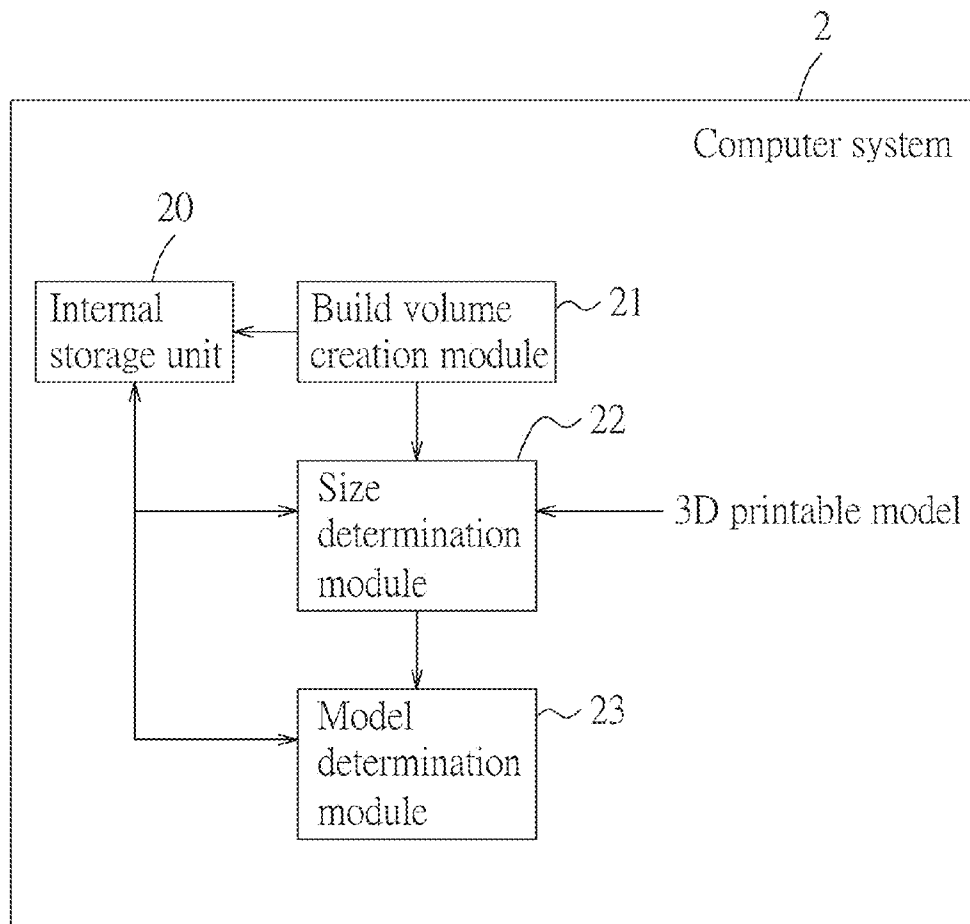 2
Computer system
20
Internal
storage unit
Build volume
creation module
21
22
Size
determination
module
3D printable model
Model
determination
module
23